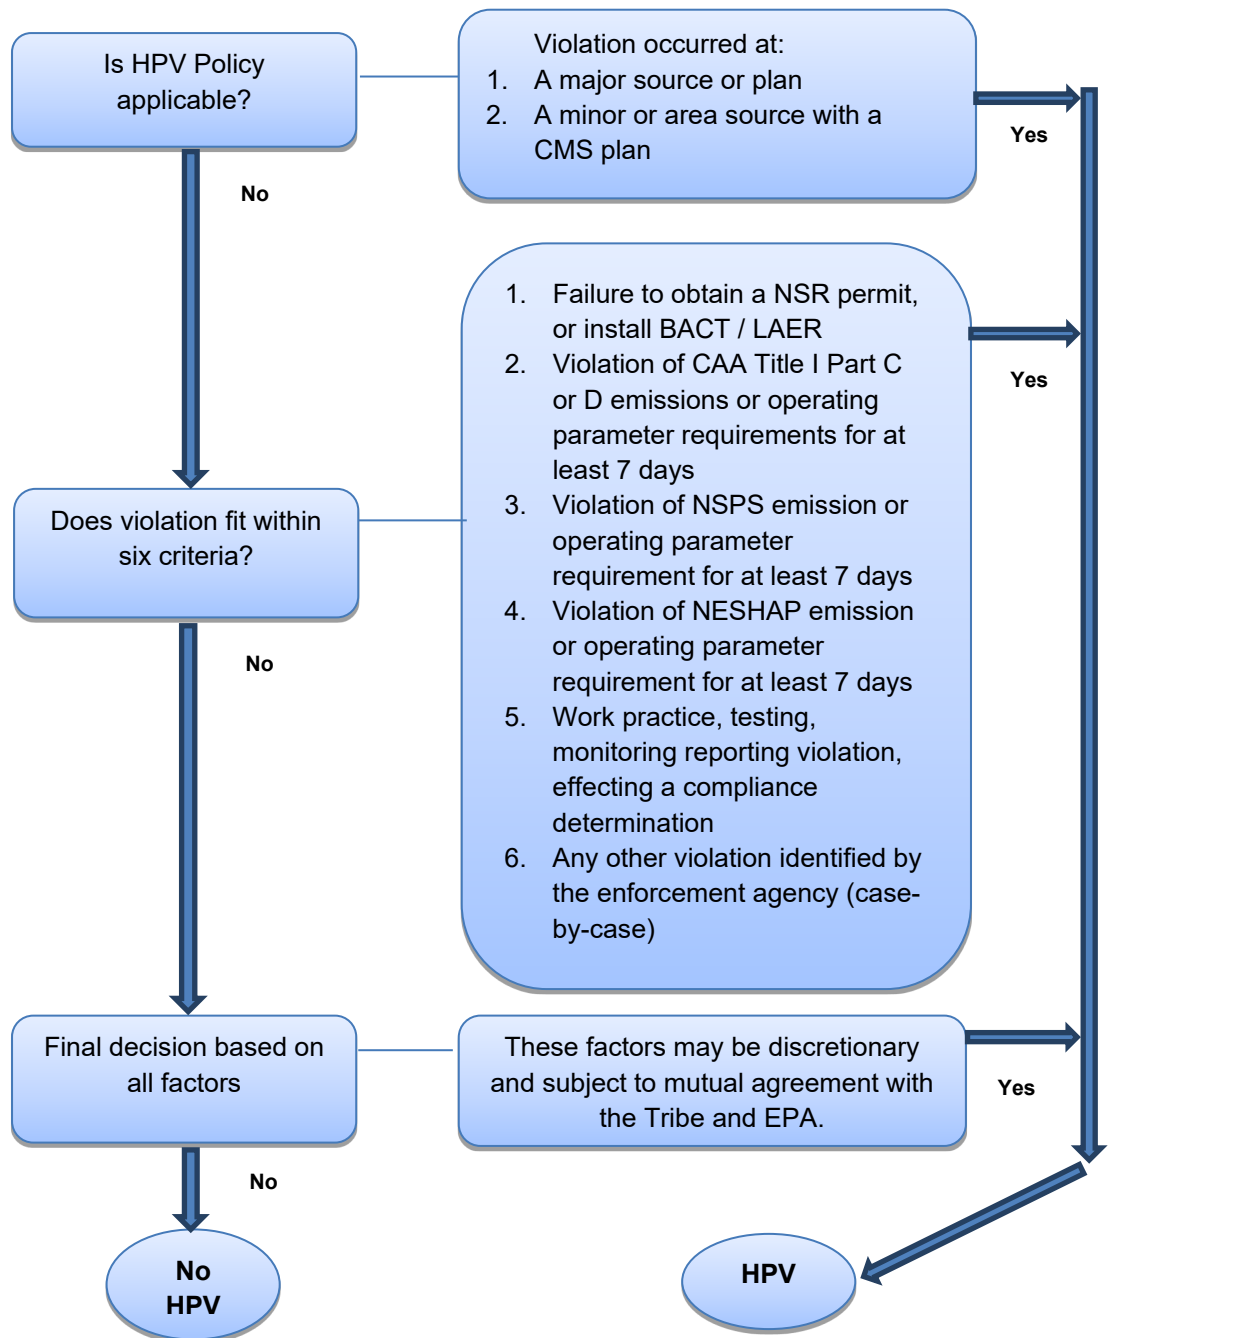 Is HPV Policy
applicable?
Violation occurred at:
1. A major source or plan
2. A minor or area source with a
CMS plan
Yes
No
1. Failure to obtain a NSR permit,
or install BACT / LAER
2. Violation of CAA Title I Part C
or D emissions or operating
parameter requirements for at
least 7 days
3. Violation of NSPS emission or
operating parameter
requirement for at least 7 days
4. Violation of NESHAP emission
or operating parameter
requirement for at least 7 days
5. Work practice, testing,
monitoring reporting violation,
effecting a compliance
determination
6. Any other violation identified by
the enforcement agency (case-
by-case)
Yes
Does violation fit within
six criteria?
No
Final decision based on
all factors
These factors may be discretionary
and subject to mutual agreement with
the Tribe and EPA.
Yes
No
No
HPV
HPV